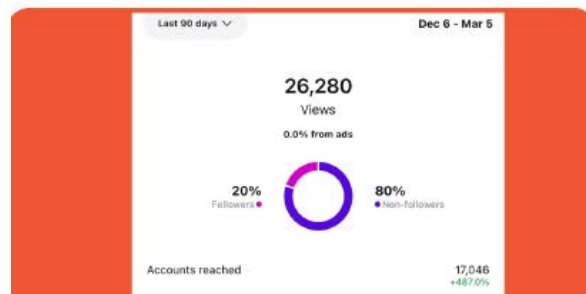 Last 90 days
Dec 6 - Mar 5
26,280
Views
0.0% from ads
20%
Followers
80%
Non-followers
Accounts reached
17,046
+487.0%